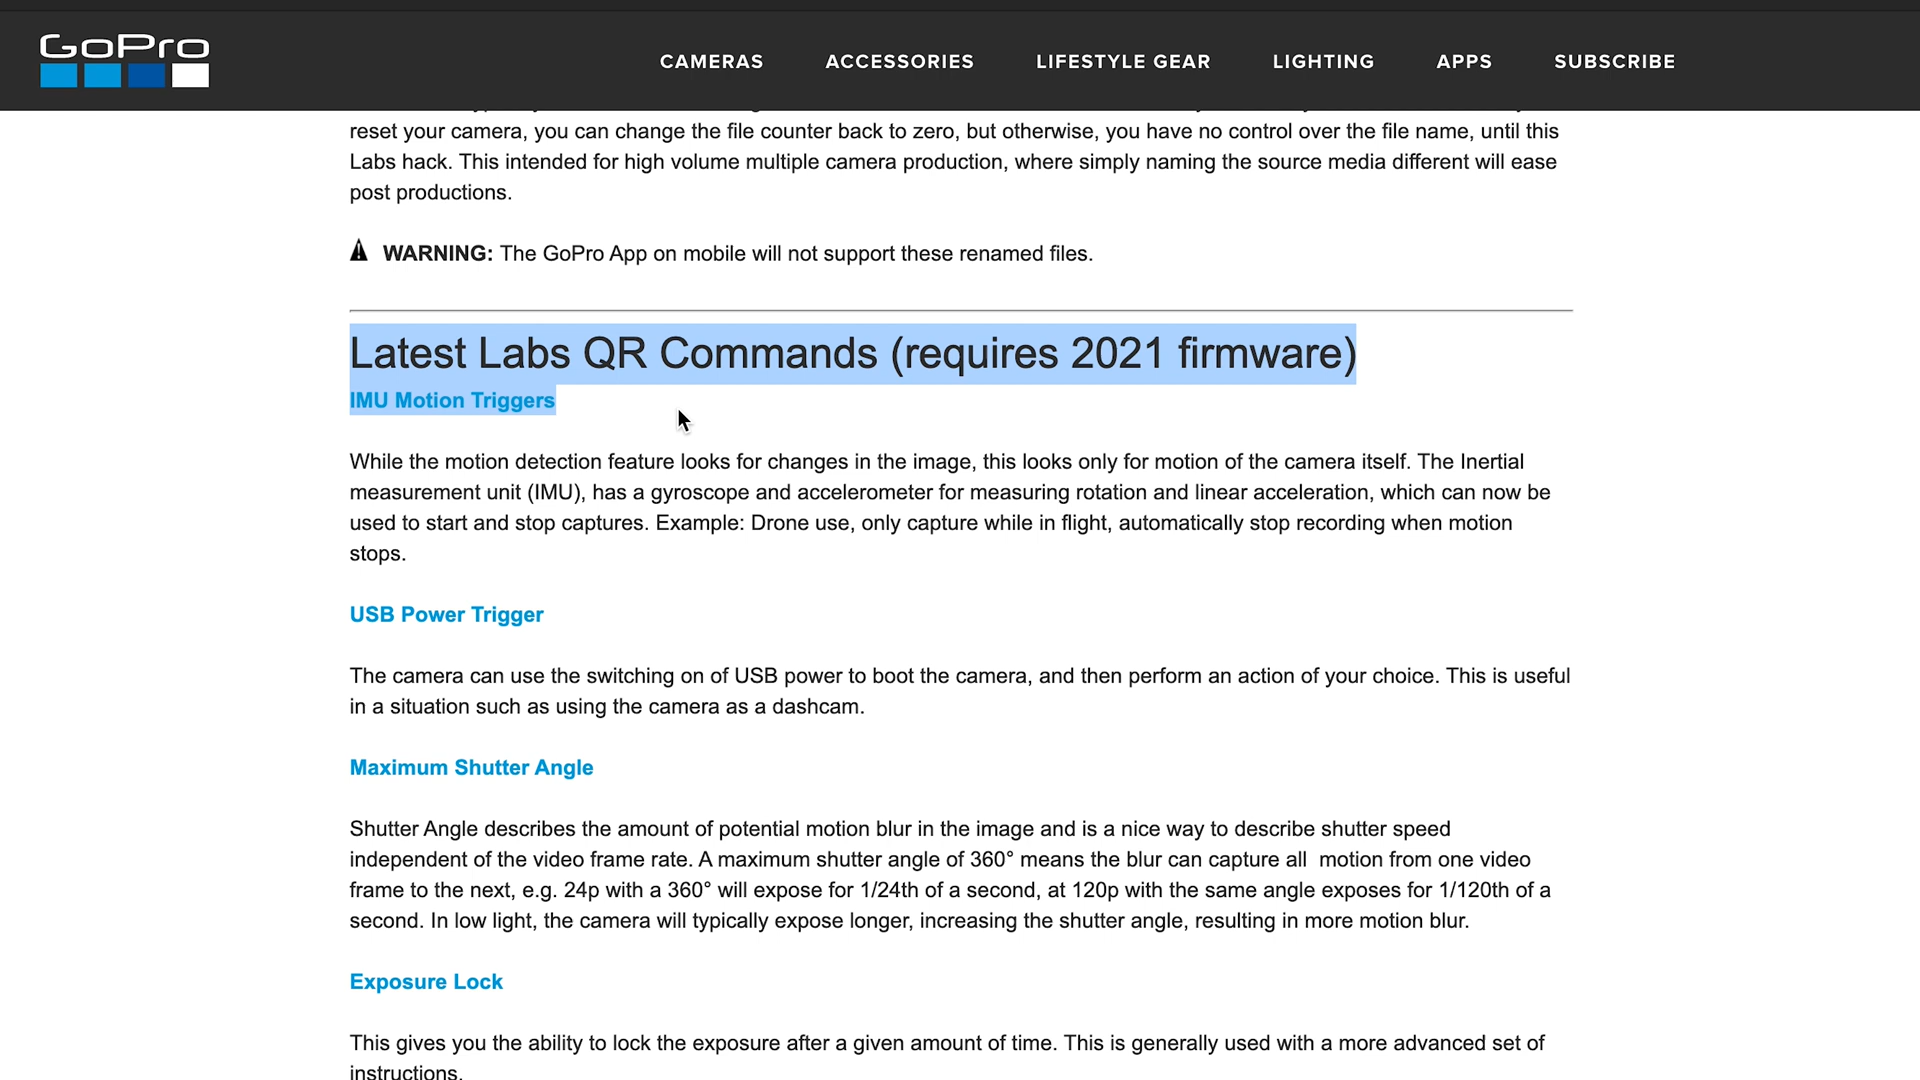 GoPro
CAMERAS
ACCESSORIES
LIFESTYLE GEAR
LIGHTING
APPS
SUBSCRIBE
reset your camera, you can change the file counter back to zero, but otherwise, you have no control over the file name, until this
Labs hack. This intended for high volume multiple camera production, where simply naming the source media different will ease
post productions.
WARNING: The GoPro App on mobile will not support these renamed files.
Latest Labs QR Commands (requires 2021 firmware)
IMU Motion Triggers
While the motion detection feature looks for changes in the image, this looks only for motion of the camera itself. The Inertial
measurement unit (IMU), has a gyroscope and accelerometer for measuring rotation and linear acceleration, which can now be
used to start and stop captures. Example: Drone use, only capture while in flight, automatically stop recording when motion
stops.
USB Power Trigger
The camera can use the switching on of USB power to boot the camera, and then perform an action of your choice. This is useful
in a situation such as using the camera as a dashcam.
Maximum Shutter Angle
Shutter Angle describes the amount of potential motion blur in the image and is a nice way to describe shutter speed
independent of the video frame rate. A maximum shutter angle of 360° means the blur can capture all  motion from one video
frame to the next, e.g. 24p with a 360° will expose for 1/24th of a second, at 120p with the same angle exposes for 1/120th of a
second. In low light, the camera will typically expose longer, increasing the shutter angle, resulting in more motion blur.
Exposure Lock
This gives you the ability to lock the exposure after a given amount of time. This is generally used with a more advanced set of
instructions.